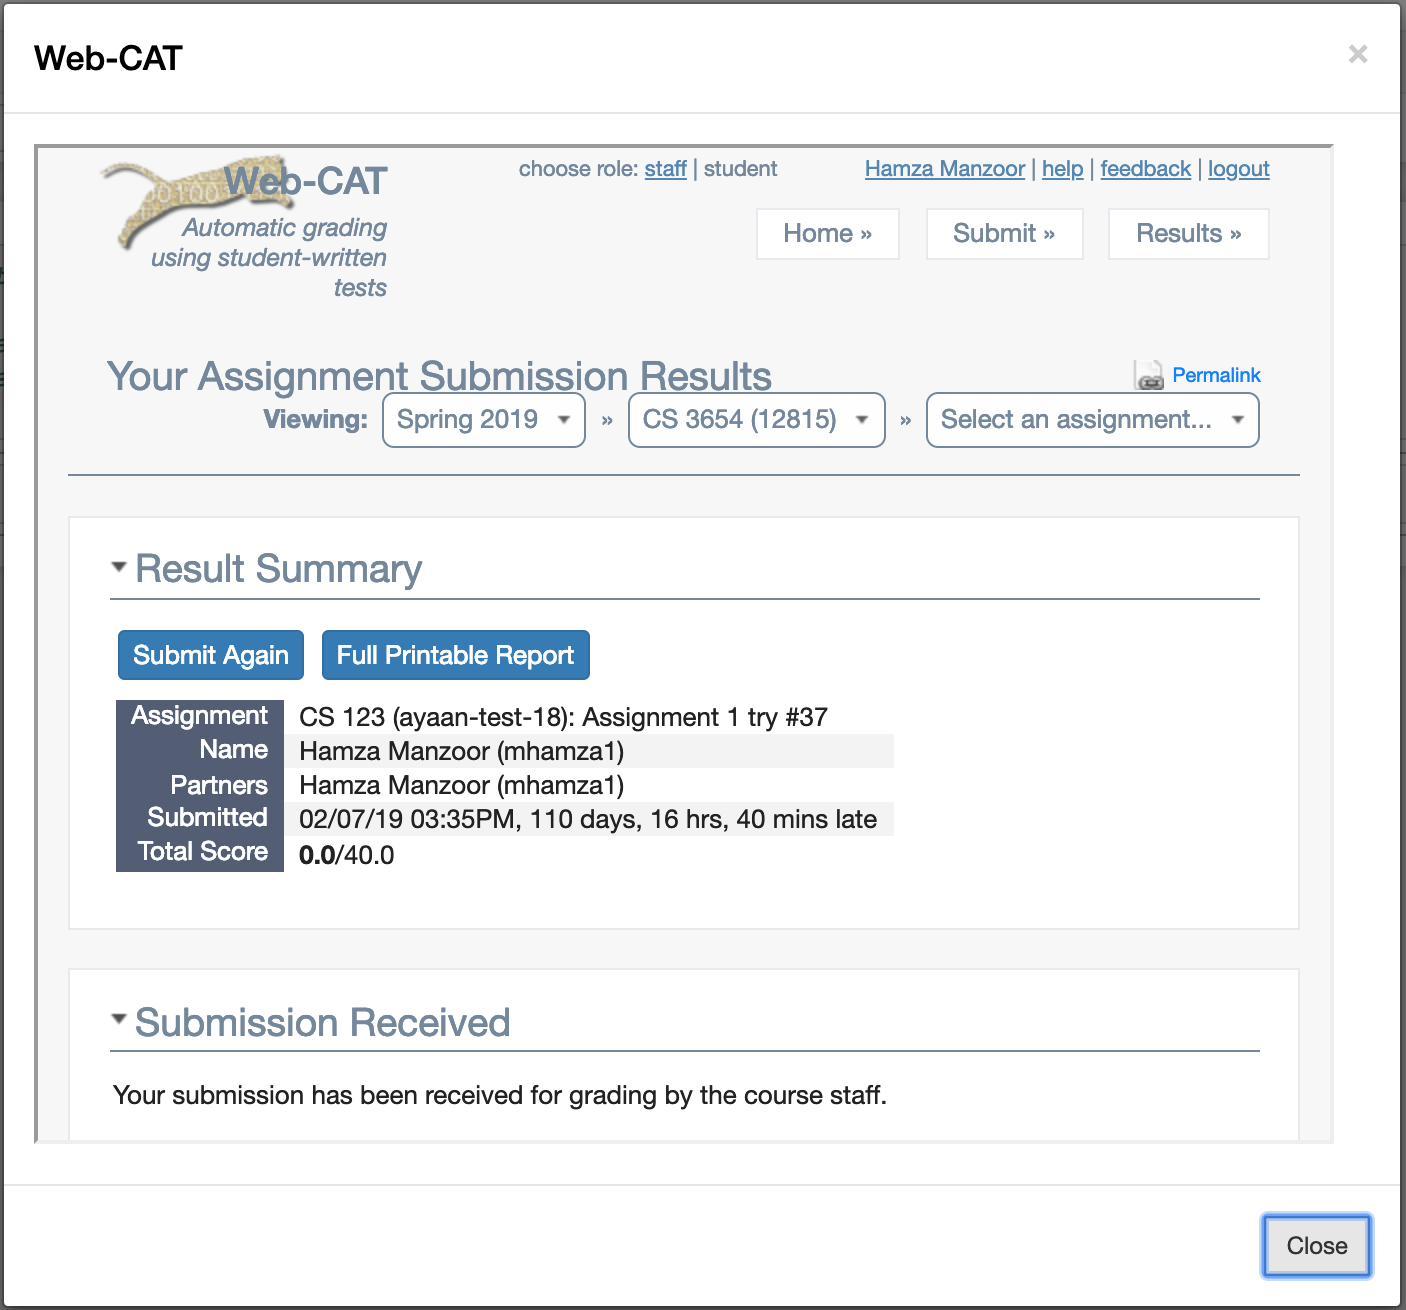 Web-CAT
×
Web-CAT
Automatic grading
using student-written
tests
choose role: staff | student
Hamza Manzoor | help | feedback | logout
Home »
Submit »
Results »
Your Assignment Submission Results
Permalink
Viewing: Spring 2019 » CS 3654 (12815) » Select an assignment...
Result Summary
Submit Again
Full Printable Report
Assignment CS 123 (ayaan-test-18): Assignment 1 try #37
Name Hamza Manzoor (mhamza1)
Partners Hamza Manzoor (mhamza1)
Submitted 02/07/19 03:35PM, 110 days, 16 hrs, 40 mins late
Total Score 0.0/40.0
Submission Received
Your submission has been received for grading by the course staff.
Close